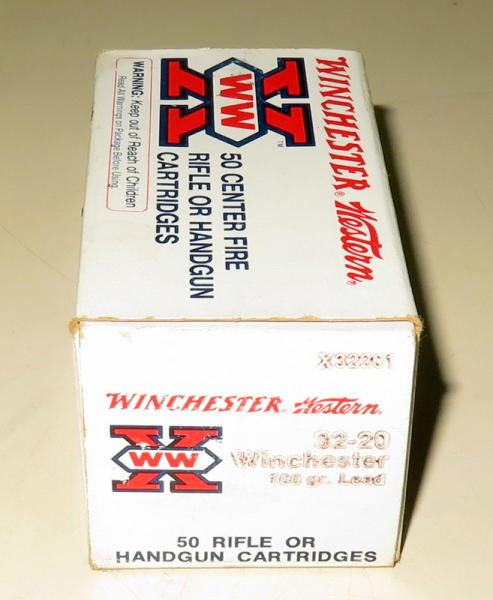 WINCHESTER® Western®
WW
™
50 CENTER FIRE
RIFLE OR HANDGUN
CARTRIDGES
WARNING: Keep out of Reach of Children
Read All Warnings on Package Before Using.
X32201
WINCHESTER® Western®
32-20
Winchester
100 gr. Lead
WW
50 RIFLE OR
HANDGUN CARTRIDGES